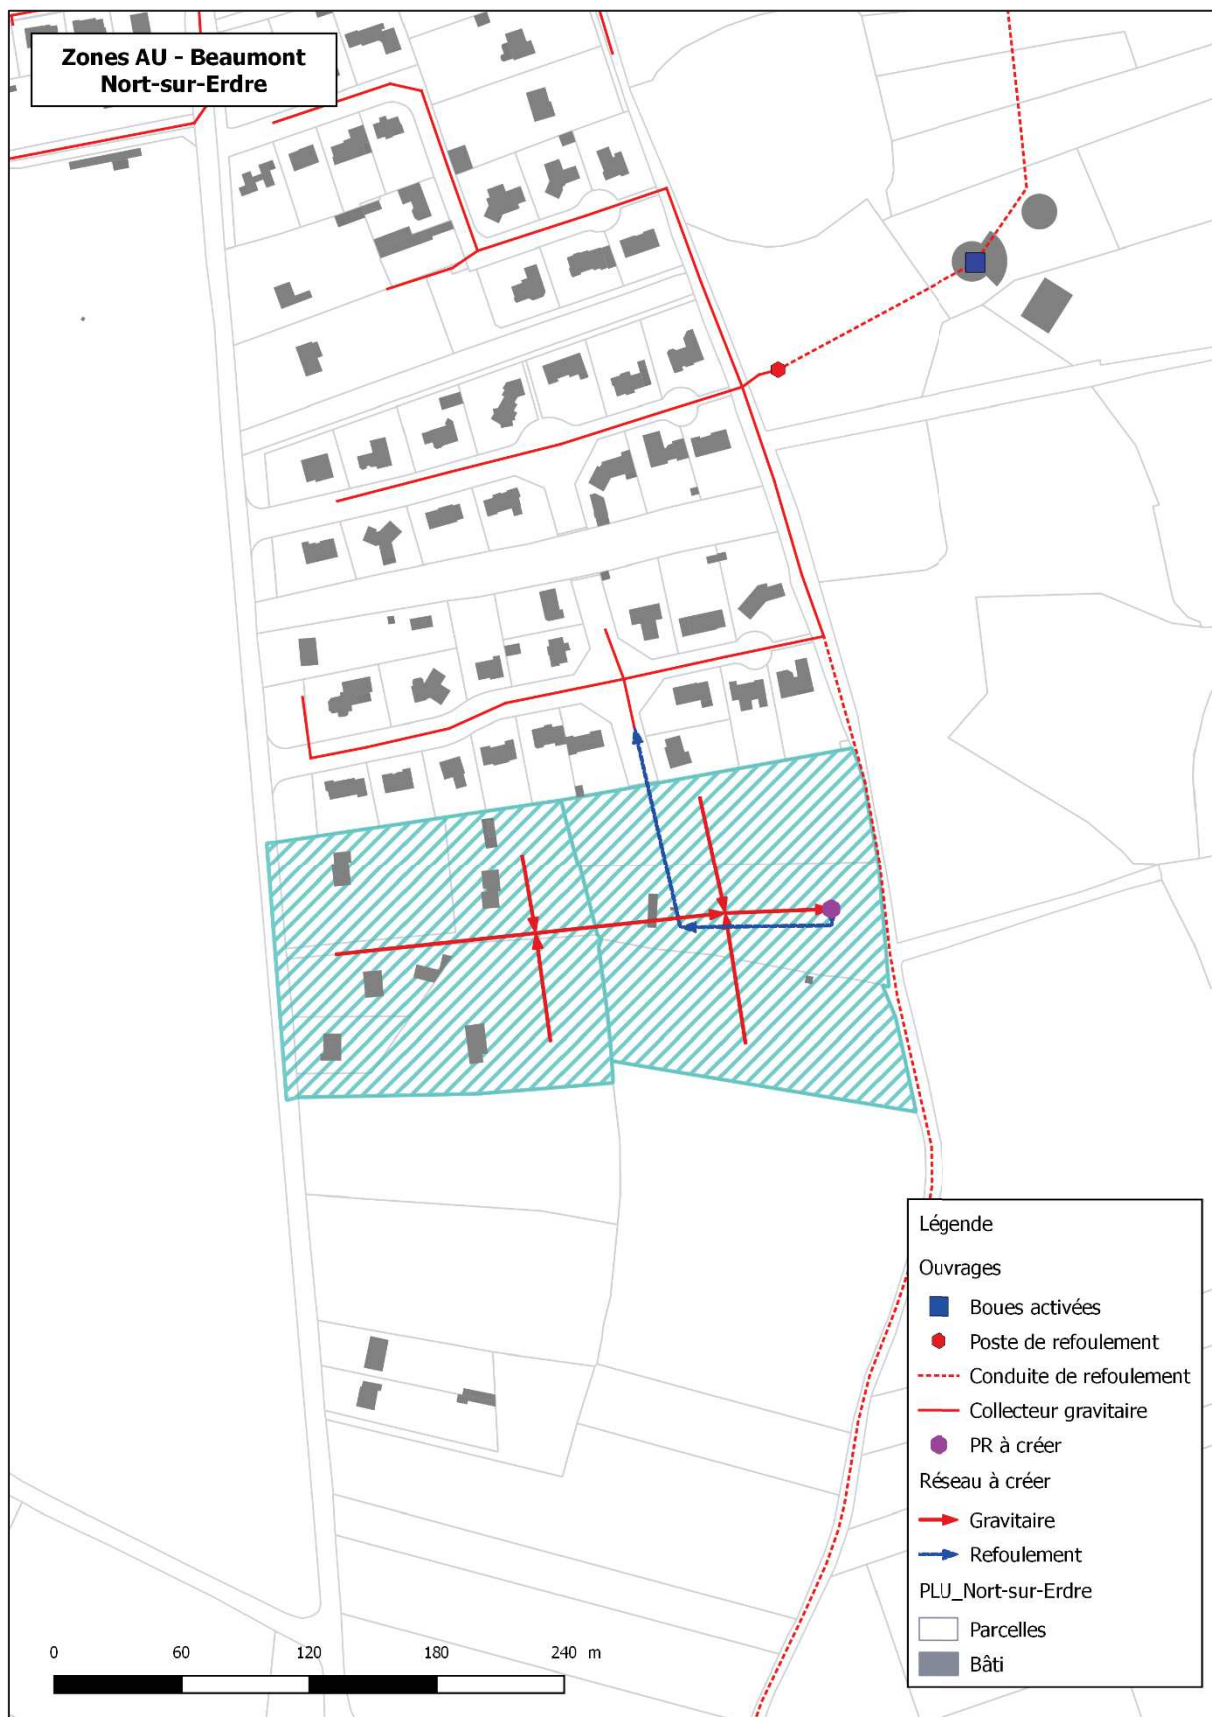 Zones AU - Beaumont
Nort-sur-Erdre
Légende
Ouvrages
Boues activées
Poste de refoulement
Conduite de refoulement
Collecteur gravitaire
PR à créer
Réseau à créer
Gravitaire
Refoulement
PLU_Nort-sur-Erdre
Parcelles
Bâti
0 60 120 180 240 m